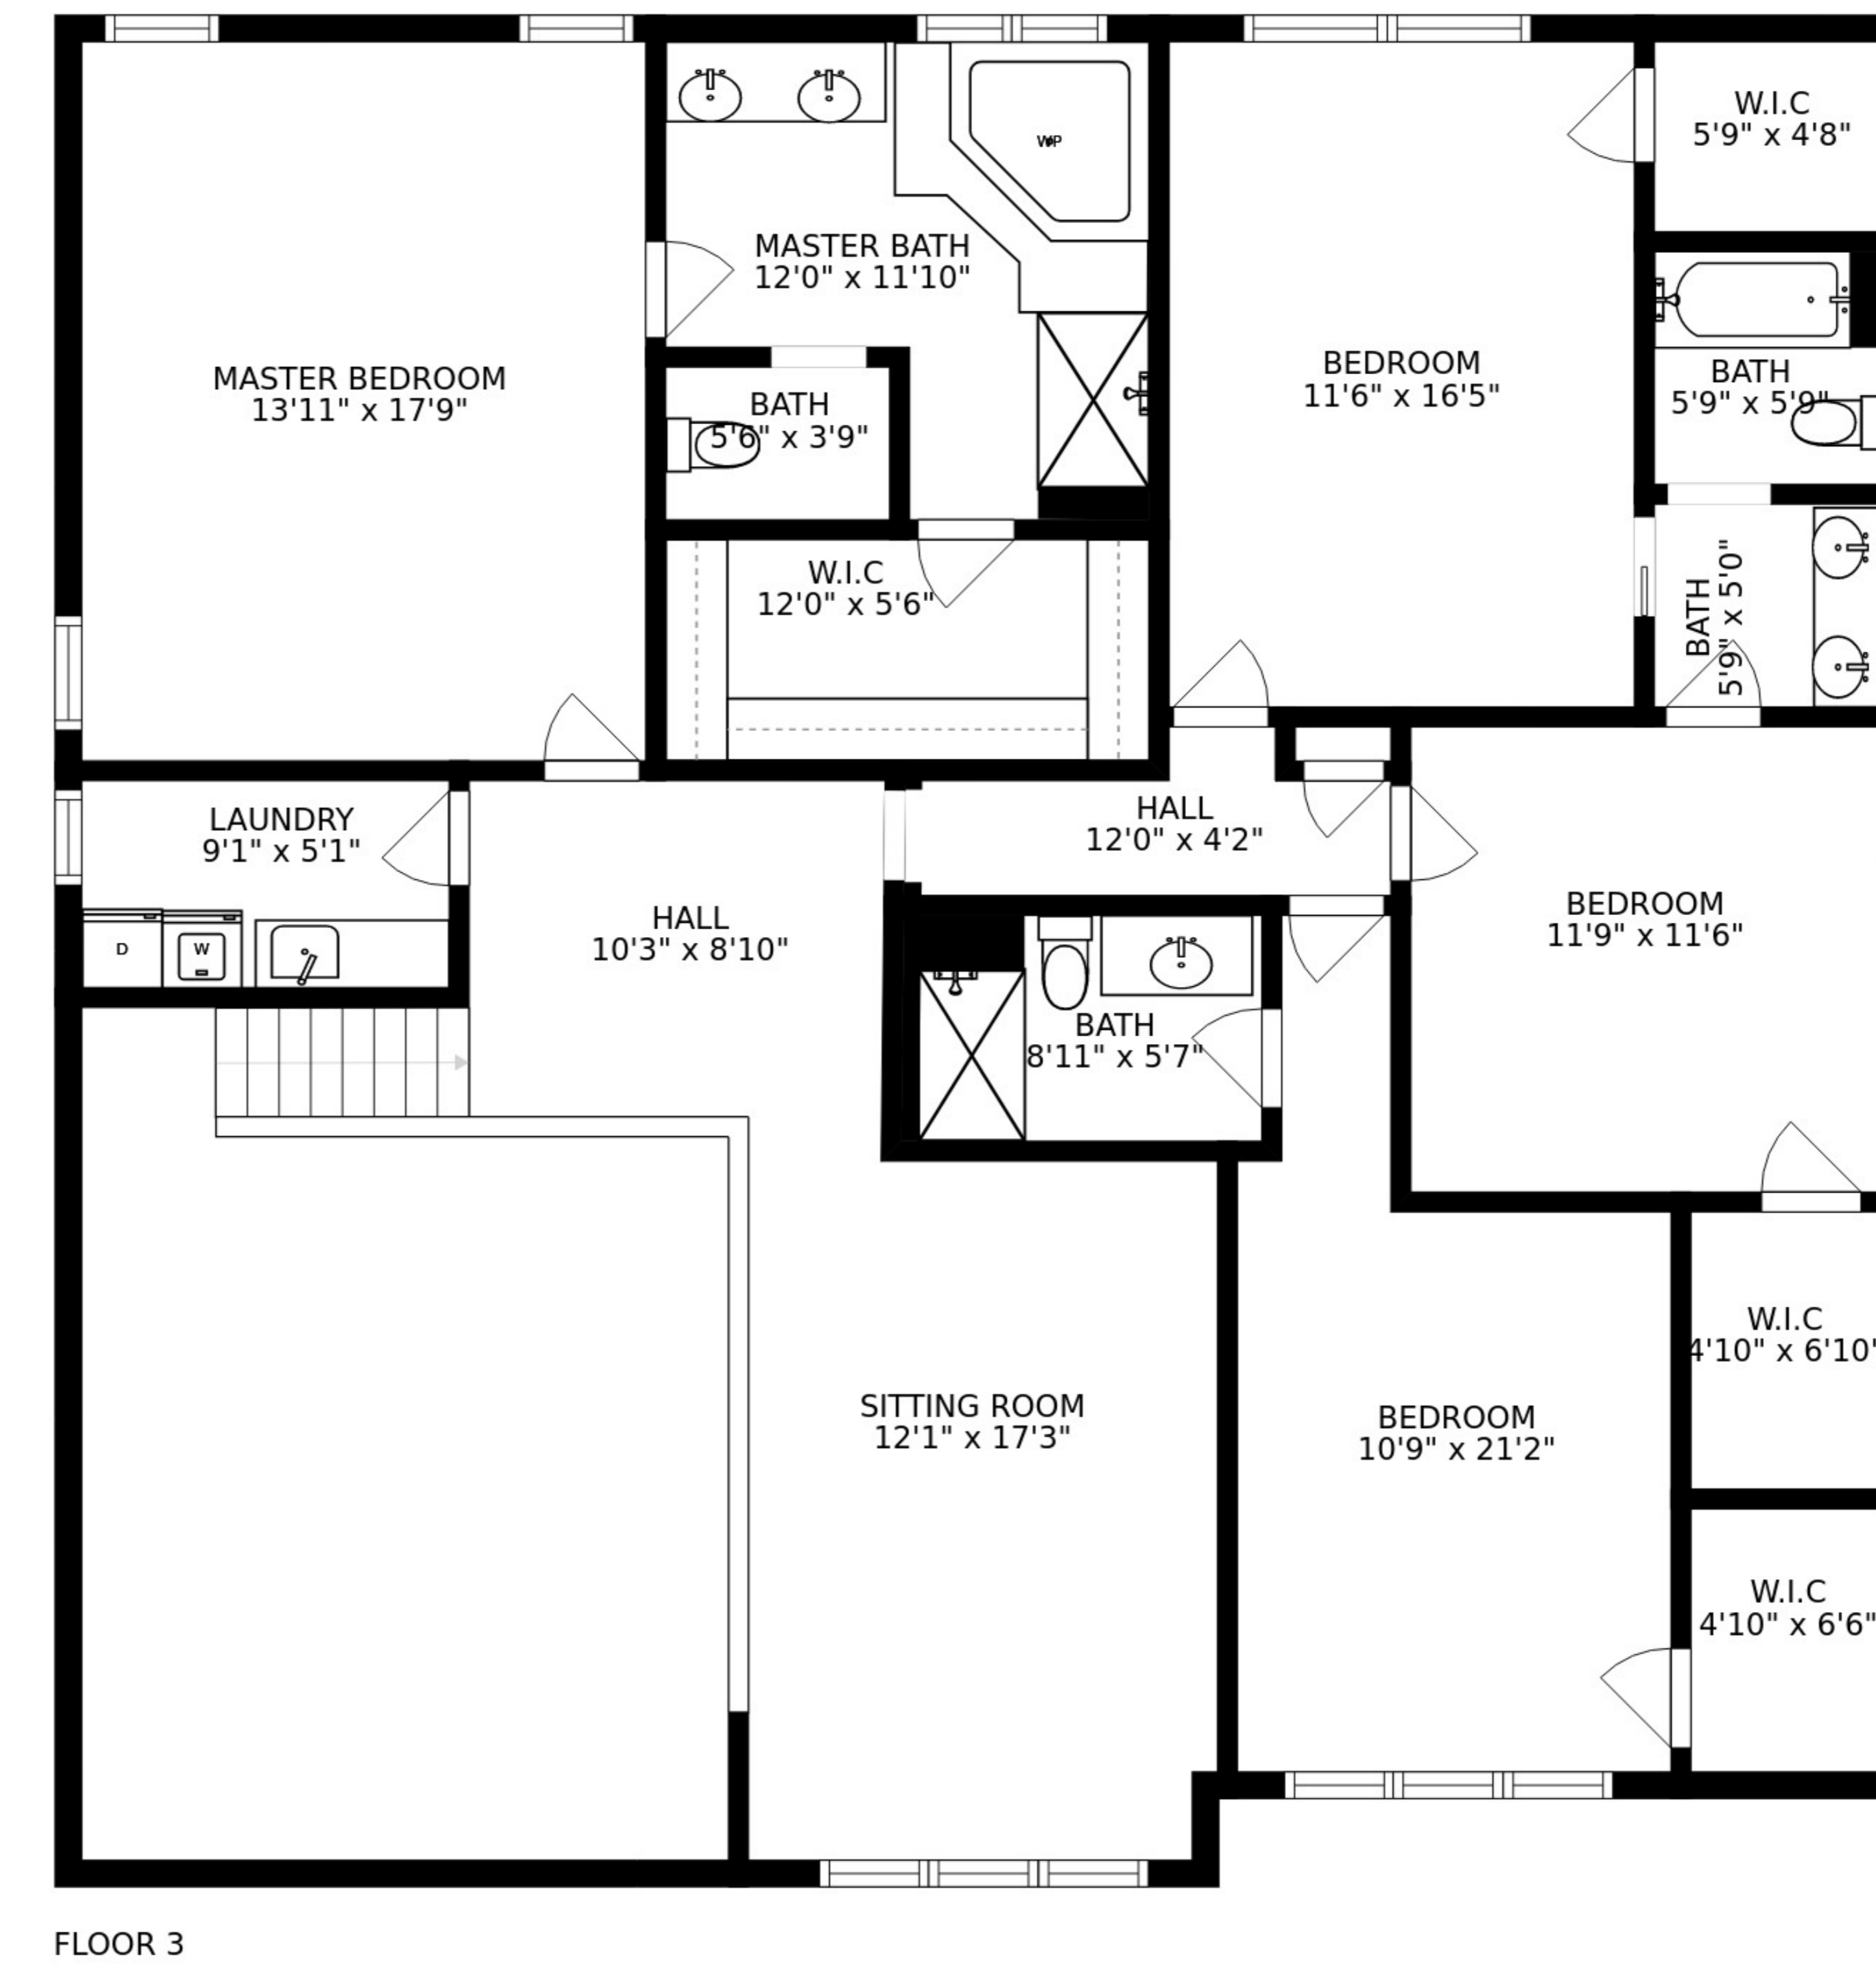 W.I.C
5'9" x 4'8"
WP
MASTER BATH
12'0" x 11'10"
MASTER BEDROOM
13'11" x 17'9"
BEDROOM
11'6" x 16'5"
BATH
5'9" x 5'9"
BATH
5'6" x 3'9"
W.I.C
12'0" x 5'6"
BATH
5'9" x 5'0"
LAUNDRY
9'1" x 5'1"
HALL
12'0" x 4'2"
HALL
10'3" x 8'10"
BEDROOM
11'9" x 11'6"
D
W
BATH
8'11" x 5'7"
W.I.C
4'10" x 6'10"
SITTING ROOM
12'1" x 17'3"
BEDROOM
10'9" x 21'2"
W.I.C
4'10" x 6'6"
FLOOR 3